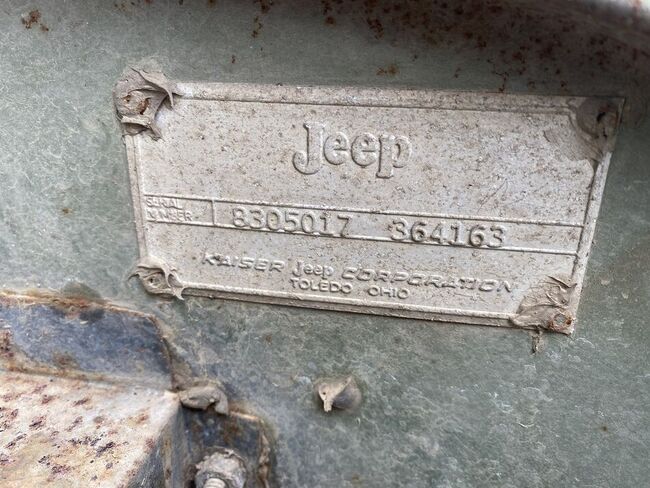 Jeep
SERIAL
NUMBER
8305017 364163
KAISER Jeep CORPORATION
TOLEDO OHIO